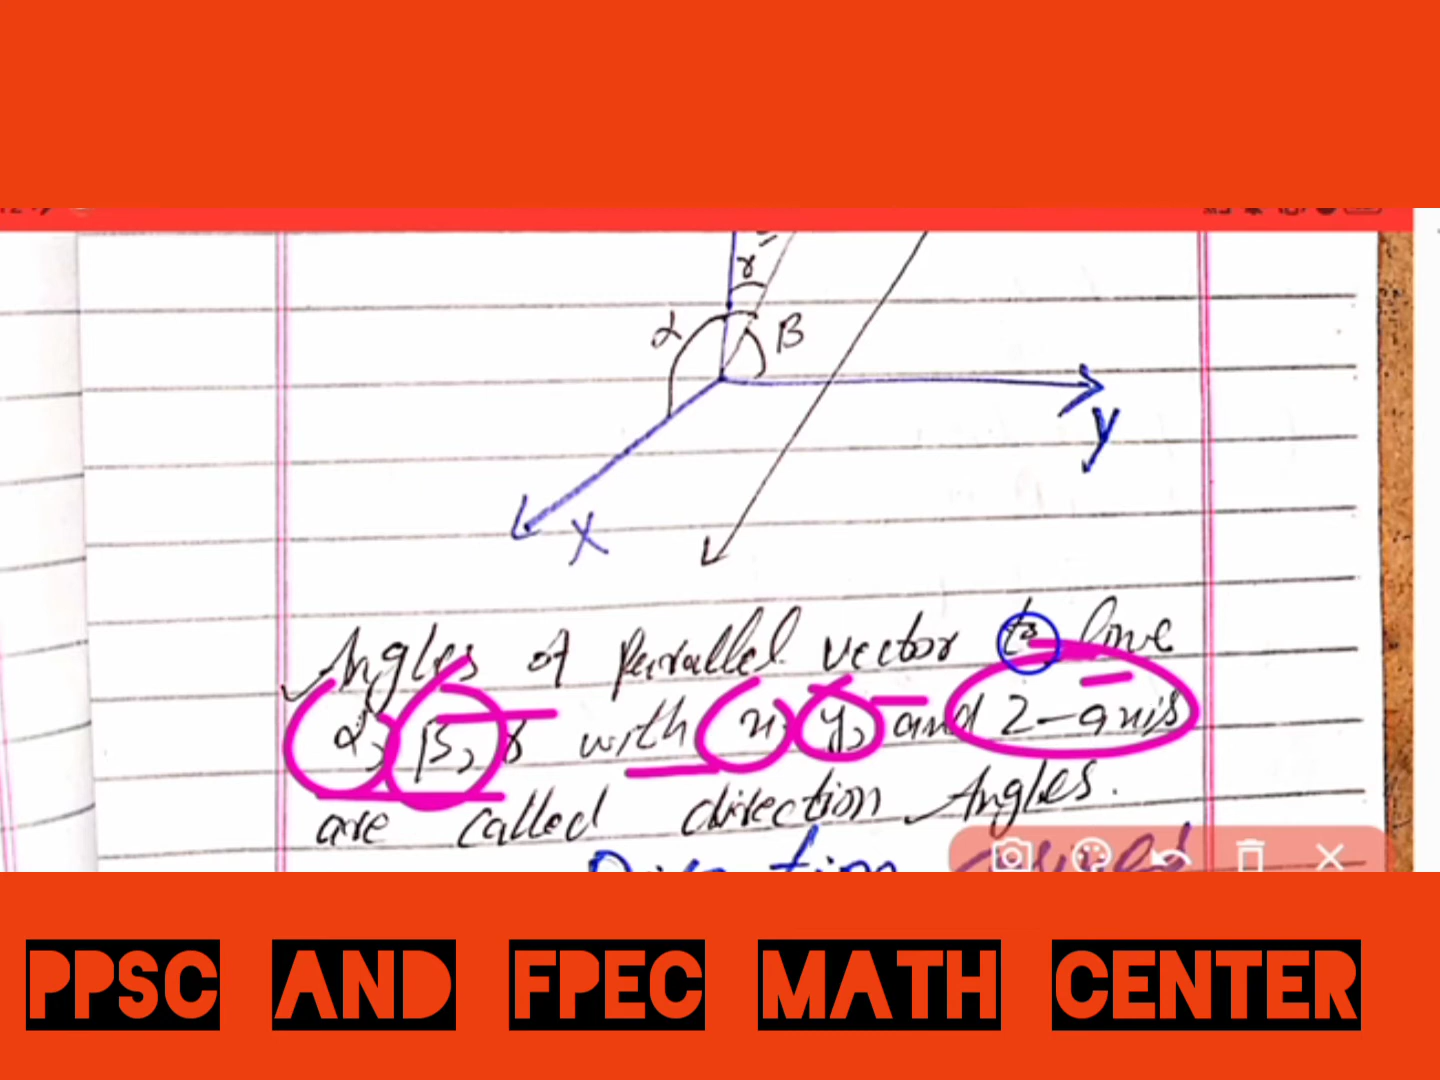 γ
α
β
y
X
Angles of Parallel vector to line
α, β, γ with x, y, and z-axis
are called direction Angles.
PPSC AND FPEC MATH CENTER